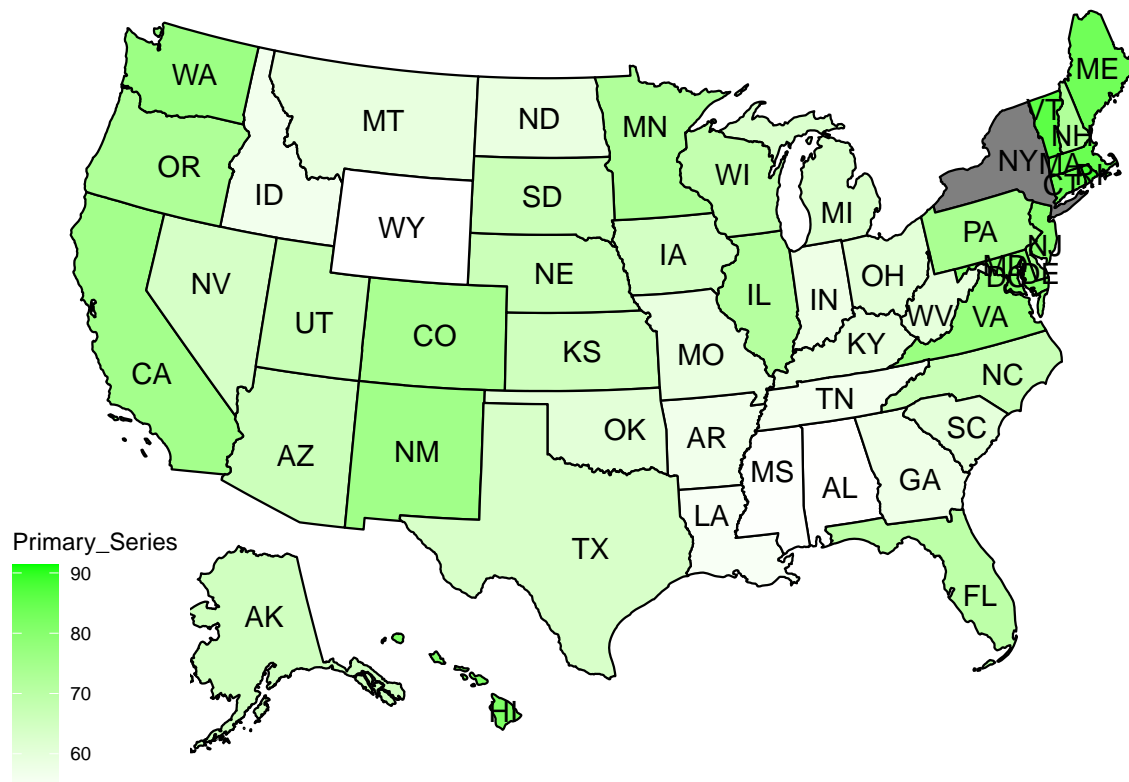 ME
WA
VT
MT
ND
MN
NH
OR
NY
MA
WI
CT
RI
ID
SD
MI
WY
PA
NJ
IA
MD
NE
OH
DE
DC
NV
IL
IN
WV
VA
UT
CO
KS
MO
KY
CA
NC
TN
OK
AR
SC
AZ
NM
MS
GA
AL
LA
TX
Primary_Series
90
FL
AK
80
70
HI
60